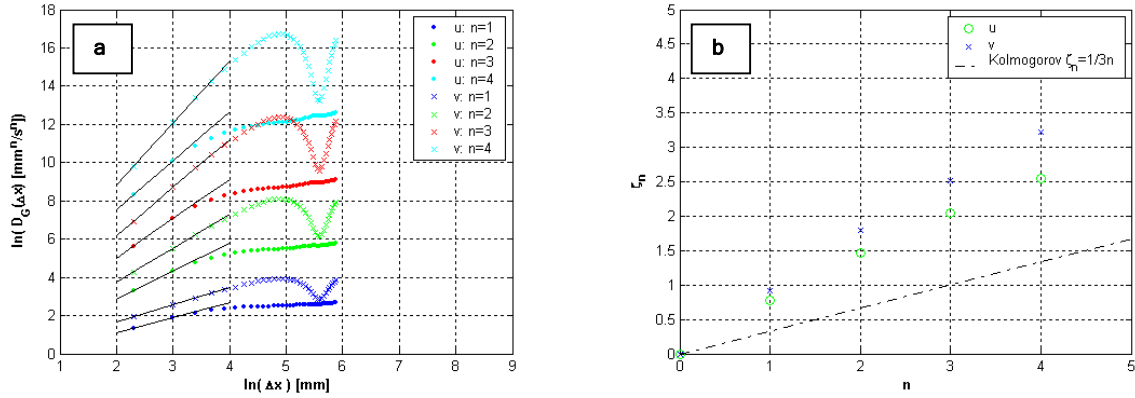 a
u: n=1
u: n=2
u: n=3
u: n=4
v: n=1
v: n=2
v: n=3
v: n=4
18
16
14
12
10
8
6
4
2
0
1 2 3 4 5 6 7 8 9
ln( Δx ) [mm]
ln( D_G(Δx) [mm^n/s^n])
b
u
v
Kolmogorov ζ_n=1/3n
5
4.5
4
3.5
3
2.5
2
1.5
1
0.5
0
0 1 2 3 4 5
n
ζ_n